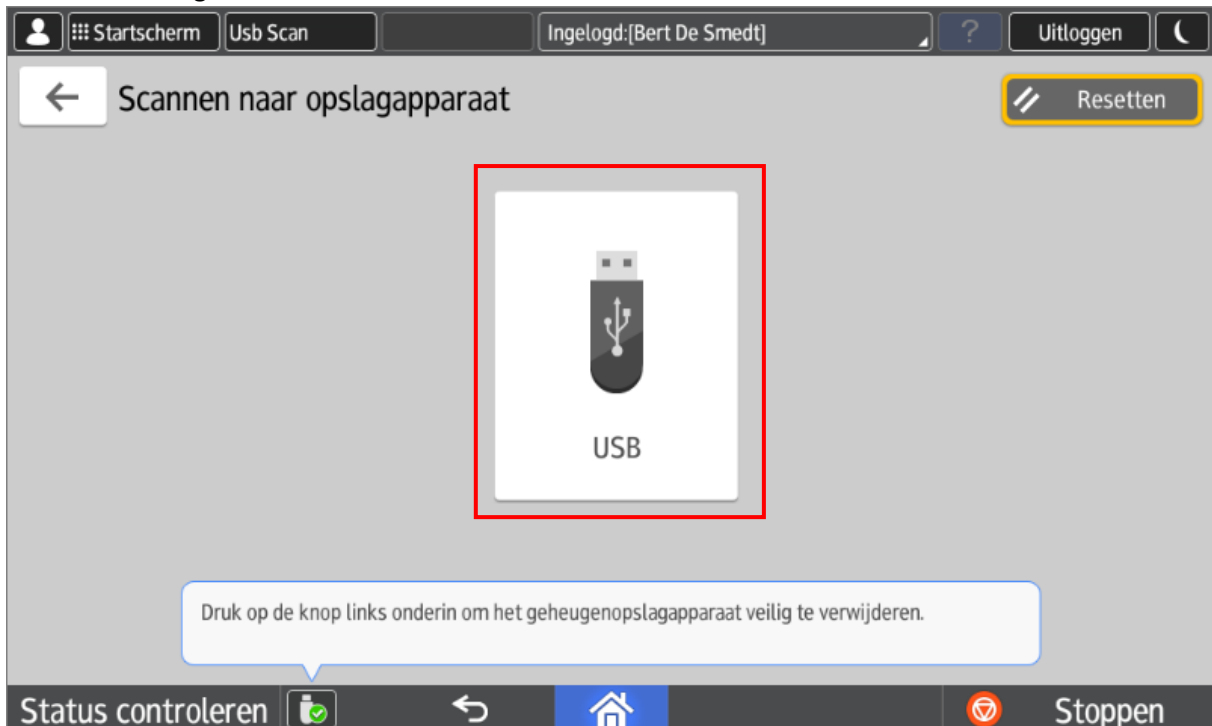 Startscherm
Usb Scan
Ingelogd:[Bert De Smedt]
?
Uitloggen
Scannen naar opslagapparaat
Resetten
USB
Druk op de knop links onderin om het geheugenopslagapparaat veilig te verwijderen.
Status controleren
Stoppen